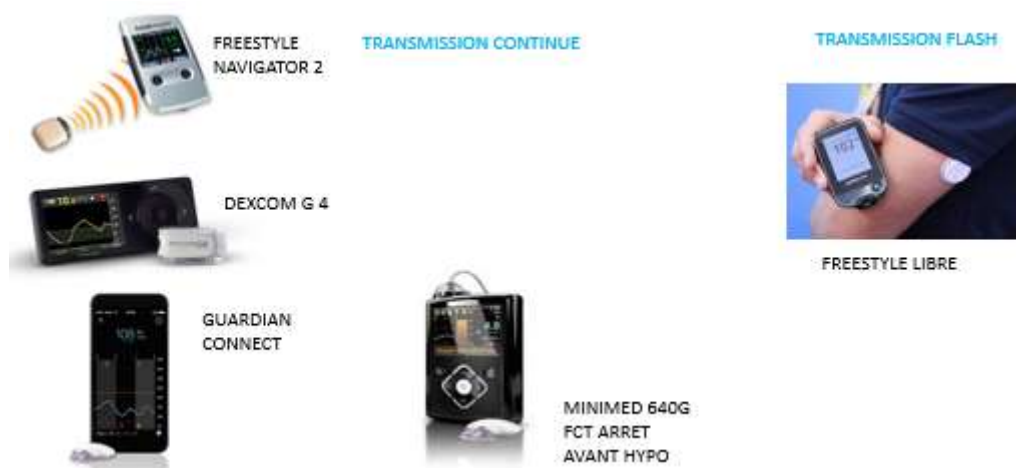 FREESTYLE
NAVIGATOR 2
TRANSMISSION CONTINUE
TRANSMISSION FLASH
DEXCOM G 4
FREESTYLE LIBRE
GUARDIAN
CONNECT
MINIMED 640G
FCT ARRET
AVANT HYPO